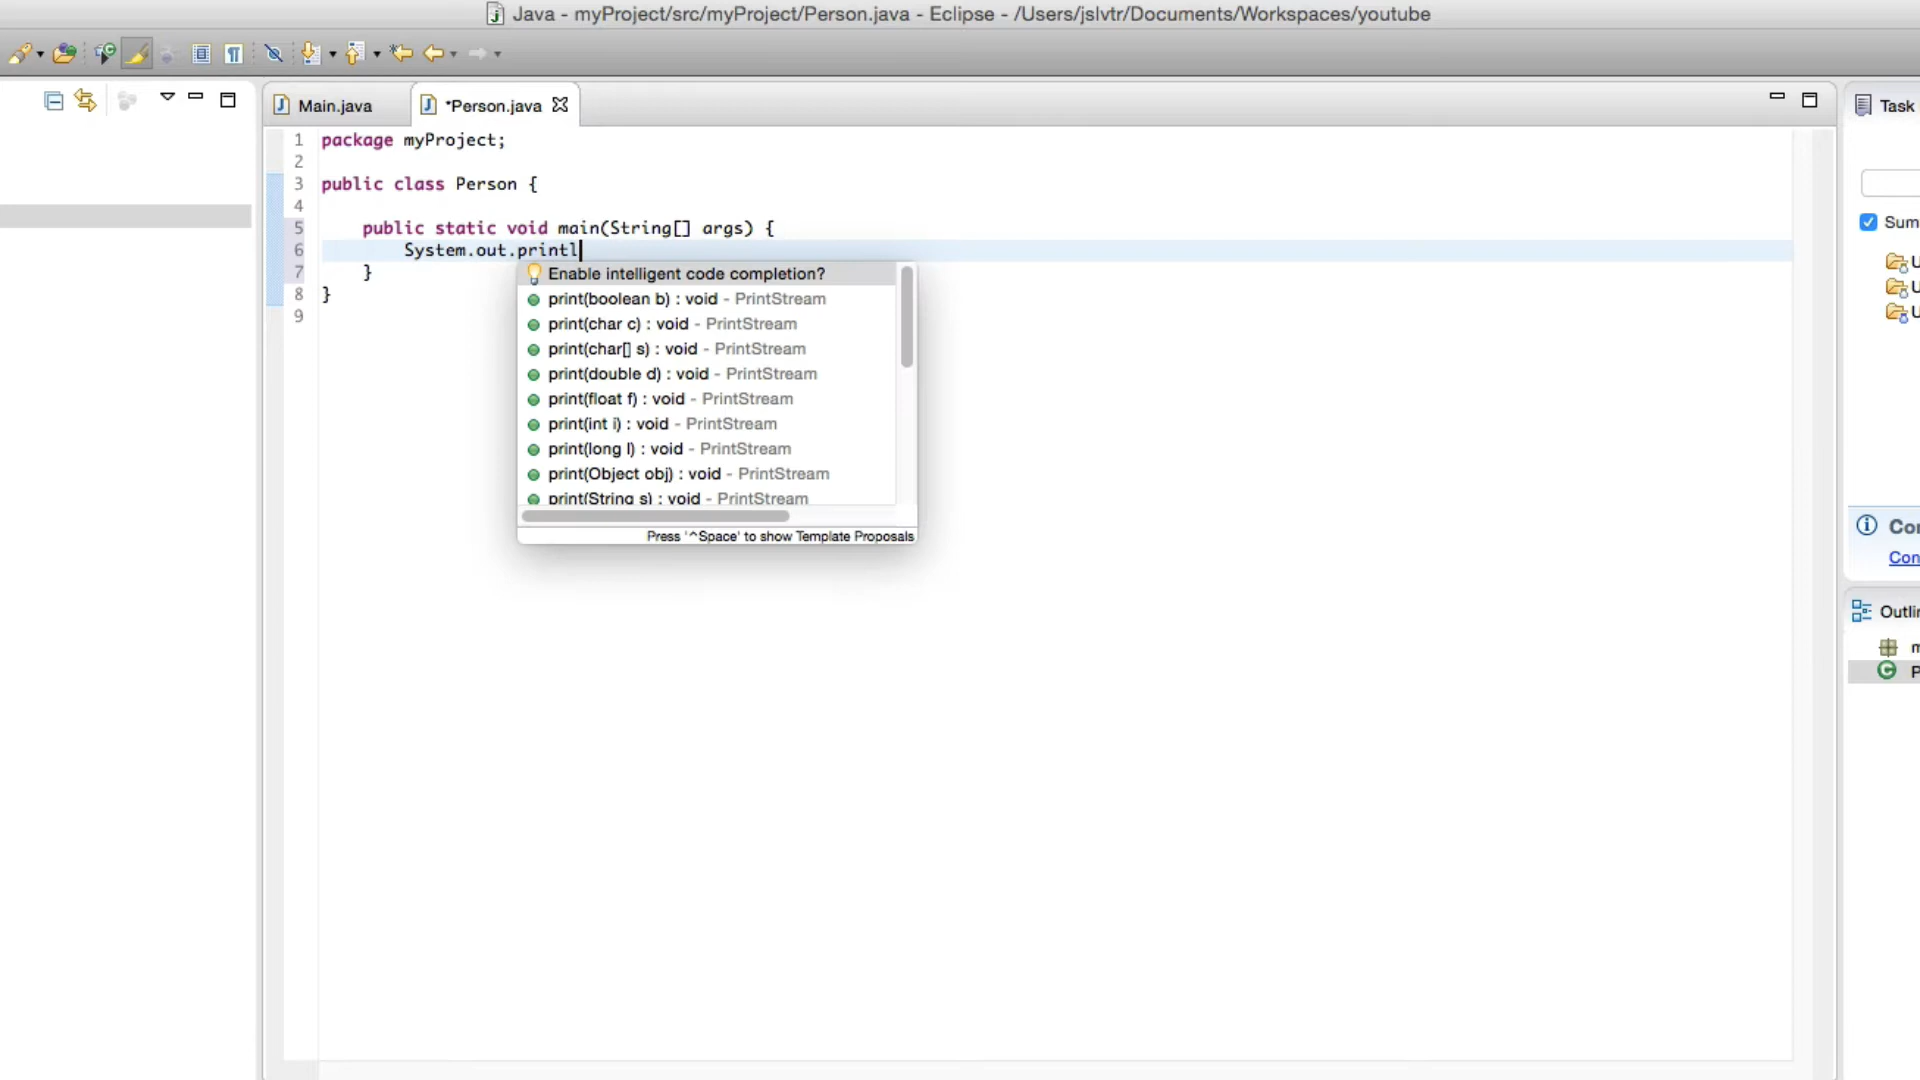 Java - myProject/src/myProject/Person.java - Eclipse - /Users/jslvtr/Documents/Workspaces/youtube
Main.java
*Person.java
Task
1 package myProject;
2
3 public class Person {
4
5 public static void main(String[] args) {
6 System.out.printl
7 }
8 }
9
Enable intelligent code completion?
print(boolean b) : void - PrintStream
print(char c) : void - PrintStream
print(char[] s) : void - PrintStream
print(double d) : void - PrintStream
print(float f) : void - PrintStream
print(int i) : void - PrintStream
print(long l) : void - PrintStream
print(Object obj) : void - PrintStream
print(String s) : void - PrintStream
Press '^Space' to show Template Proposals
Sum
U
U
U
Con
Con
Outli